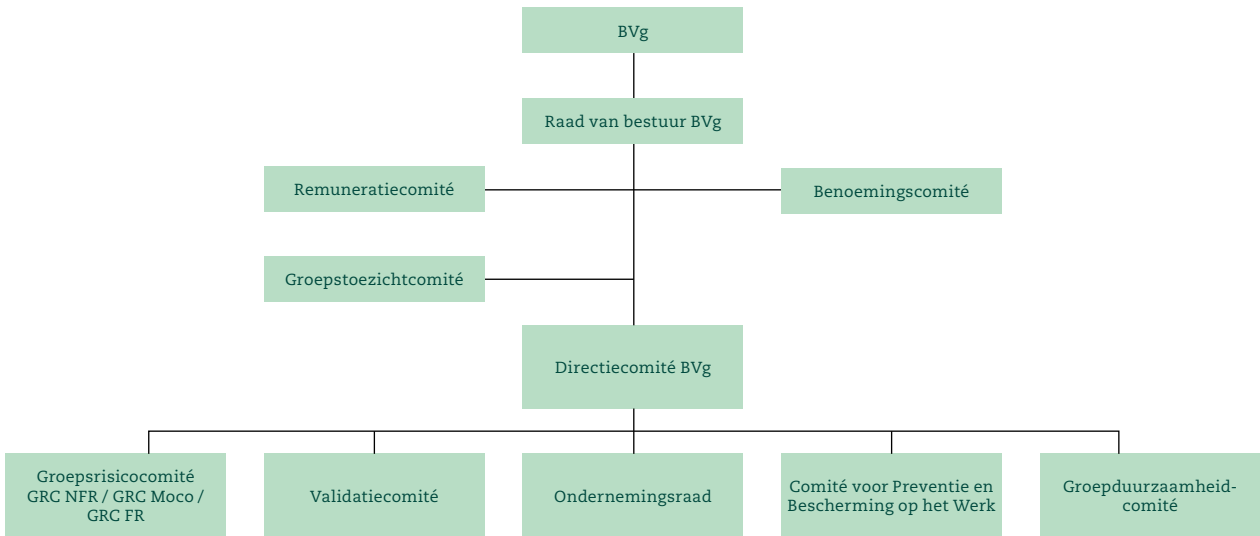 BVg
Raad van bestuur BVg
Remuneratiecomité
Benoemingscomité
Groepstoezichtcomité
Directiecomité BVg
Groepsrisicocomité
GRC NFR / GRC Moco /
GRC FR
Validatiecomité
Ondernemingsraad
Comité voor Preventie en
Bescherming op het Werk
Groepduurzaamheid-
comité